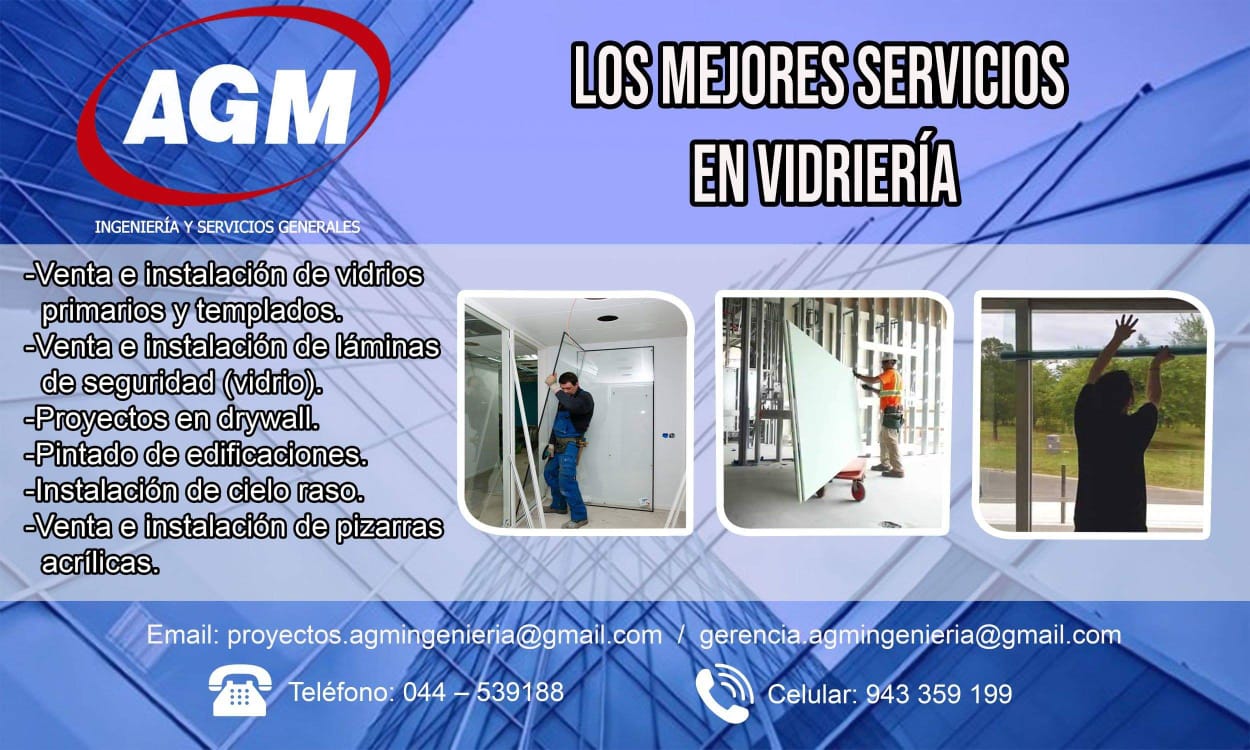 AGM
INGENIERÍA Y SERVICIOS GENERALES
LOS MEJORES SERVICIOS
EN VIDRIERÍA
-Venta e instalación de vidrios
primarios y templados.
-Venta e instalación de láminas
de seguridad (vidrio).
-Proyectos en drywall.
-Pintado de edificaciones.
-Instalación de cielo raso.
-Venta e instalación de pizarras
acrílicas.
Email: proyectos.agmingenieria@gmail.com / gerencia.agmingenieria@gmail.com
Teléfono: 044 – 539188
Celular: 943 359 199